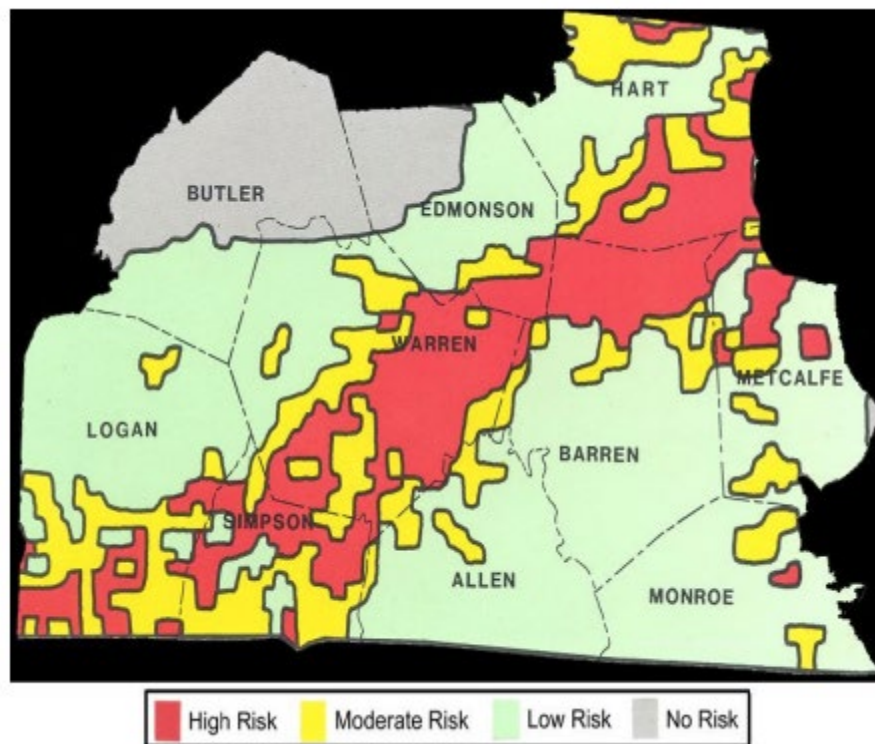 HART
BUTLER
EDMONSON
WARREN
METCALFE
LOGAN
BARREN
SIMPSON
ALLEN
MONROE
High Risk Moderate Risk Low Risk No Risk